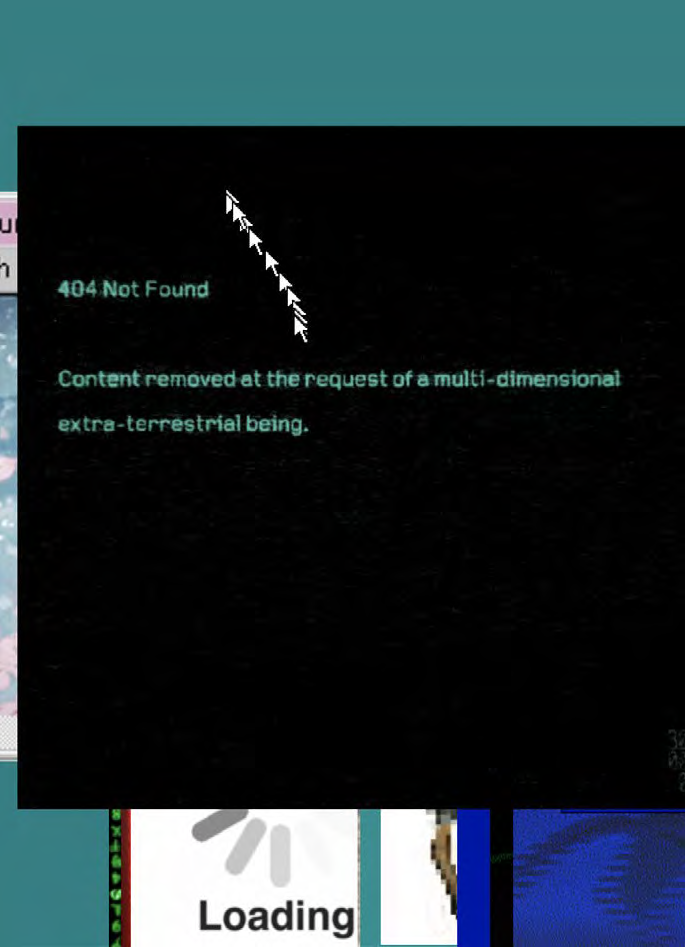 404 Not Found
Content removed at the request of a multi-dimensional
extra-terrestrial being.
Loading